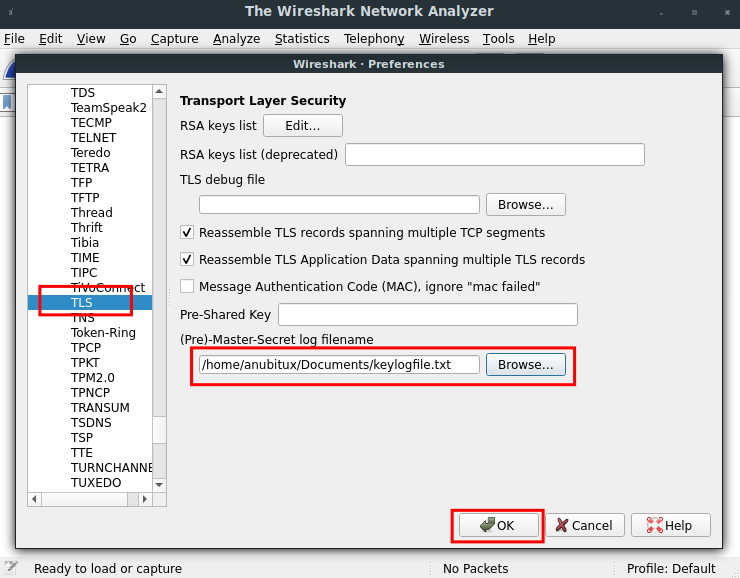 The Wireshark Network Analyzer
File Edit View Go Capture Analyze Statistics Telephony Wireless Tools Help
Wireshark · Preferences
TDS
TeamSpeak2
TECMP
TELNET
Teredo
TETRA
TFP
TFTP
Thread
Thrift
Tibia
TIME
TIPC
TiVoConnect
TLS
TNS
Token-Ring
TPCP
TPKT
TPM2.0
TPNCP
TRANSUM
TSDNS
TSP
TTE
TURNCHANNE
TUXEDO
Transport Layer Security
RSA keys list Edit...
RSA keys list (deprecated)
TLS debug file
Browse...
Reassemble TLS records spanning multiple TCP segments
Reassemble TLS Application Data spanning multiple TLS records
Message Authentication Code (MAC), ignore "mac failed"
Pre-Shared Key
(Pre)-Master-Secret log filename
/home/anubitux/Documents/keylogfile.txt Browse...
OK Cancel Help
Ready to load or capture No Packets Profile: Default